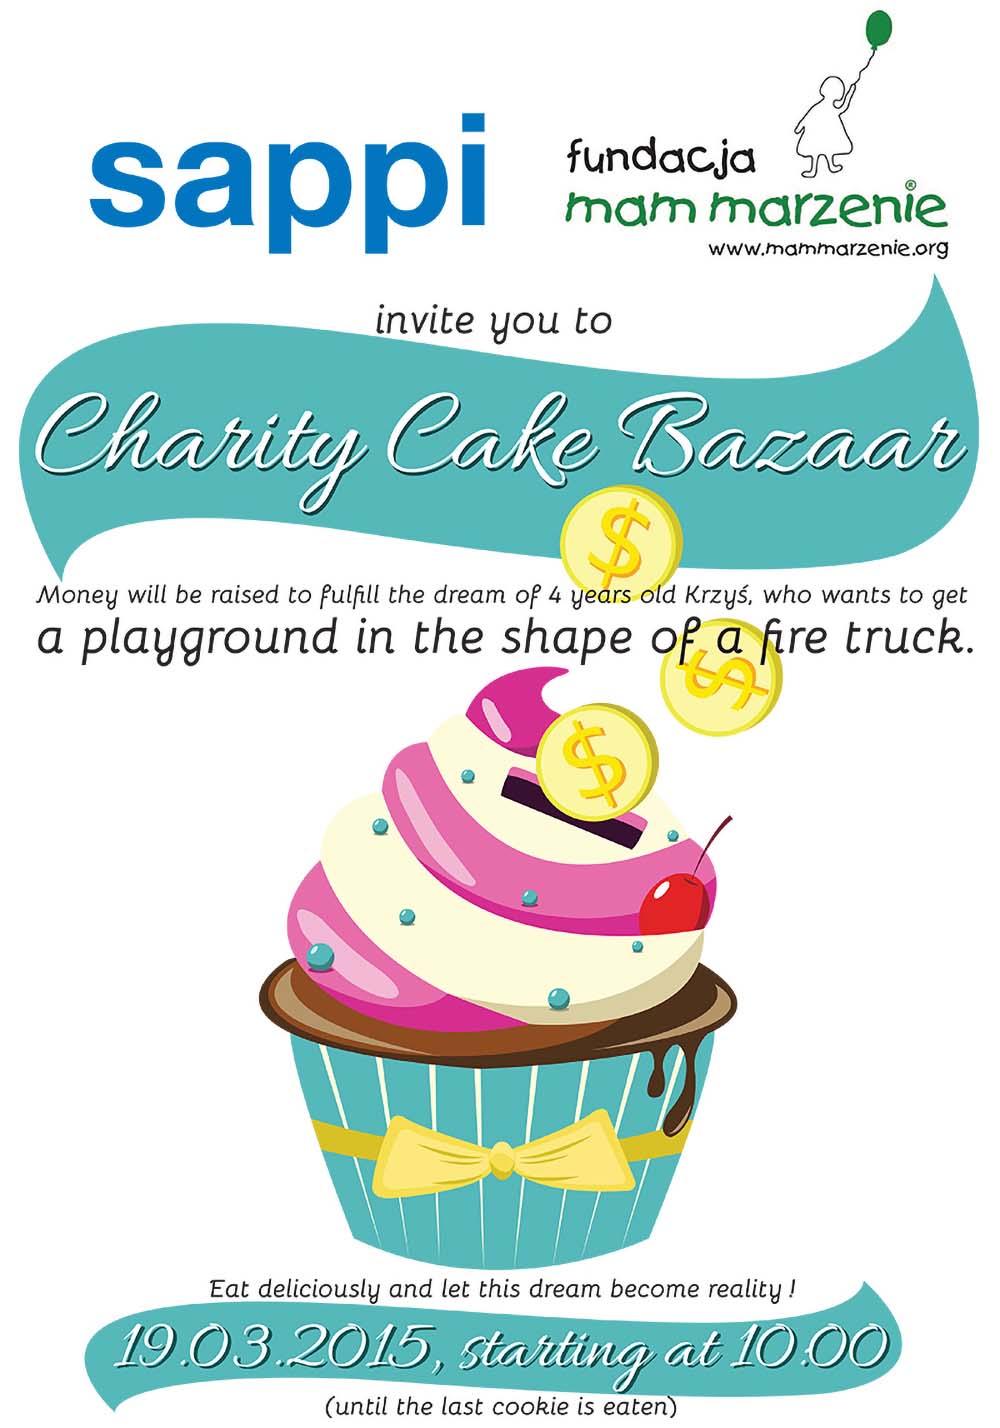 sappi
fundacja
mam marzenie®
www.mammarzenie.org
invite you to
Charity Cake Bazaar
$
Money will be raised to fulfill the dream of 4 years old Krzyś, who wants to get
a playground in the shape of a fire truck.
$
$
Eat deliciously and let this dream become reality !
19.03.2015, starting at 10:00
(until the last cookie is eaten)